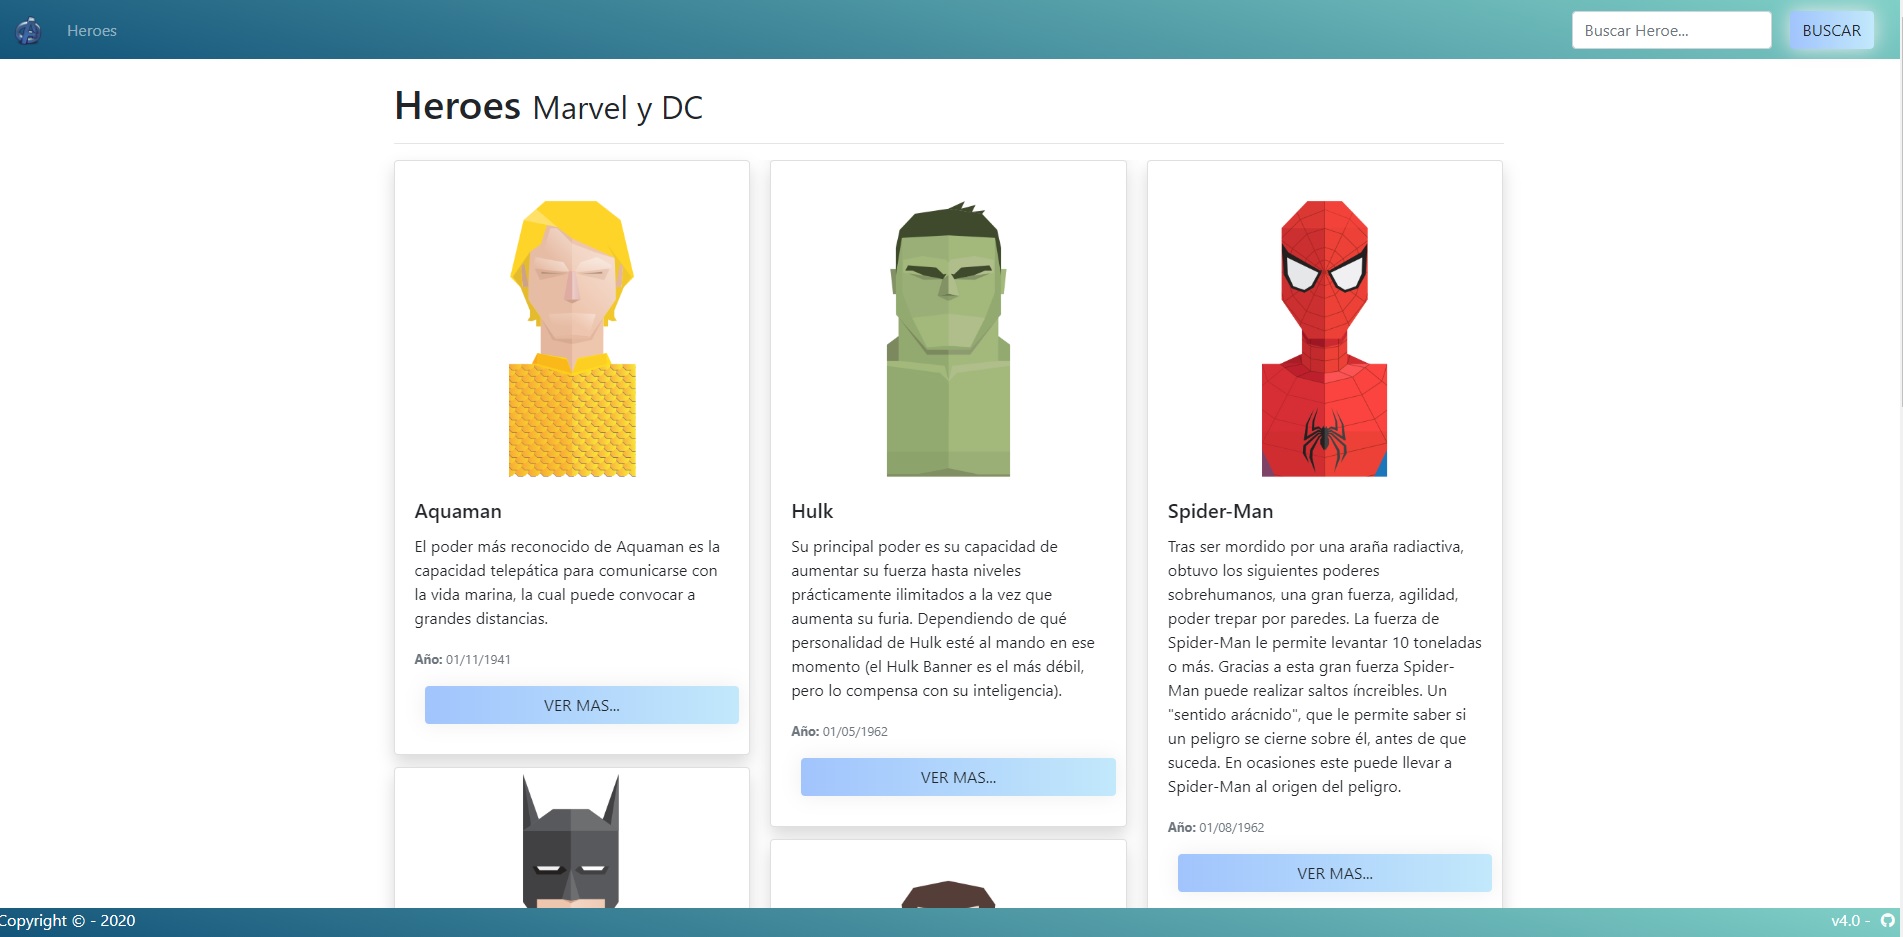 Heroes
Buscar Heroe...
BUSCAR
Heroes Marvel y DC
Aquaman
El poder más reconocido de Aquaman es la
capacidad telepática para comunicarse con
la vida marina, la cual puede convocar a
grandes distancias.
Año: 01/11/1941
VER MAS...
Hulk
Su principal poder es su capacidad de
aumentar su fuerza hasta niveles
prácticamente ilimitados a la vez que
aumenta su furia. Dependiendo de qué
personalidad de Hulk esté al mando en ese
momento (el Hulk Banner es el más débil,
pero lo compensa con su inteligencia).
Año: 01/05/1962
VER MAS...
Spider-Man
Tras ser mordido por una araña radiactiva,
obtuvo los siguientes poderes
sobrehumanos, una gran fuerza, agilidad,
poder trepar por paredes. La fuerza de
Spider-Man le permite levantar 10 toneladas
o más. Gracias a esta gran fuerza Spider-
Man puede realizar saltos íncreibles. Un
"sentido arácnido", que le permite saber si
un peligro se cierne sobre él, antes de que
suceda. En ocasiones este puede llevar a
Spider-Man al origen del peligro.
Año: 01/08/1962
VER MAS...
Copyright © - 2020
v4.0 -